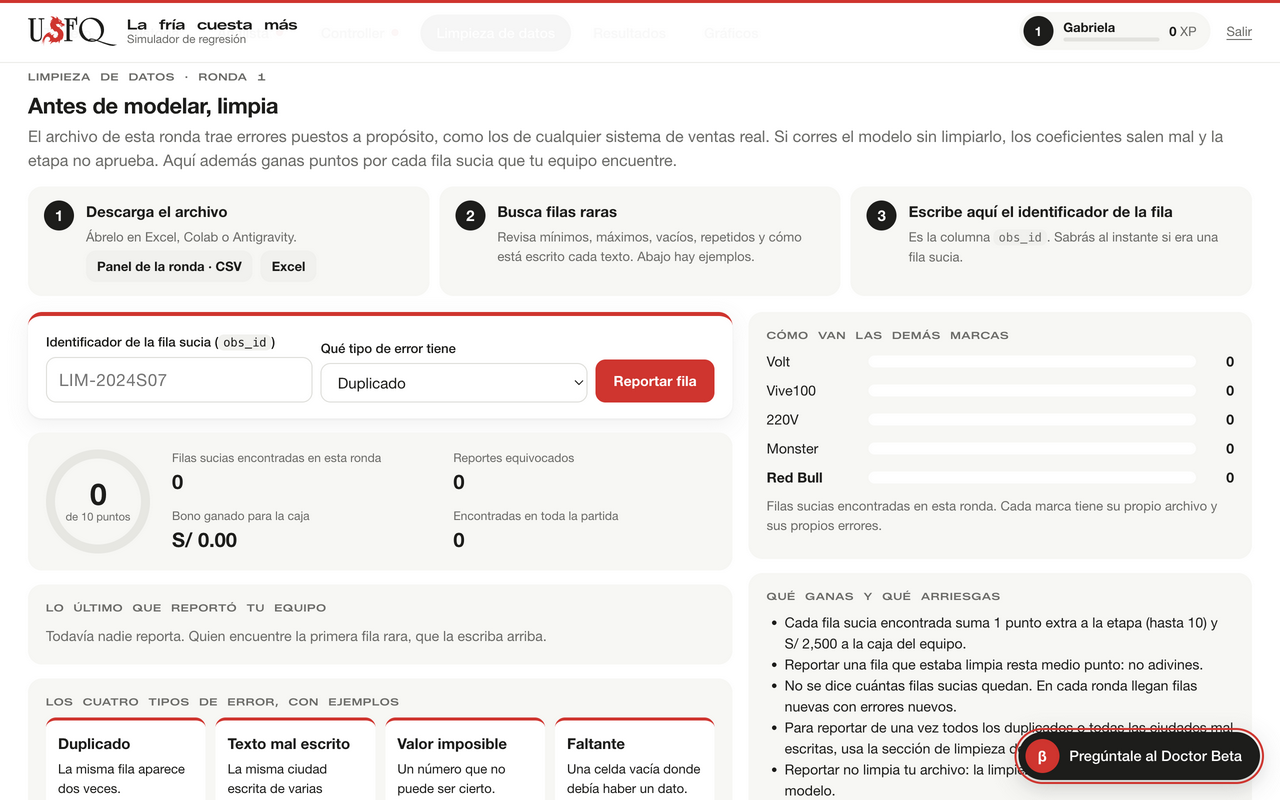 USFQ
La fría cuesta más
Simulador de regresión
Controller
Limpieza de datos
Resultados
Gráficos
1
Gabriela
0 XP
Salir
LIMPIEZA DE DATOS · RONDA 1
Antes de modelar, limpia
El archivo de esta ronda trae errores puestos a propósito, como los de cualquier sistema de ventas real. Si corres el modelo sin limpiarlo, los coeficientes salen mal y la
etapa no aprueba. Aquí además ganas puntos por cada fila sucia que tu equipo encuentre.
1
Descarga el archivo
Ábrelo en Excel, Colab o Antigravity.
Panel de la ronda · CSV
Excel
2
Busca filas raras
Revisa mínimos, máximos, vacíos, repetidos y cómo
está escrito cada texto. Abajo hay ejemplos.
3
Escribe aquí el identificador de la fila
Es la columna obs_id . Sabrás al instante si era una
fila sucia.
Identificador de la fila sucia ( obs_id )
LIM-2024S07
Qué tipo de error tiene
Duplicado
Reportar fila
0
de 10 puntos
Filas sucias encontradas en esta ronda
0
Reportes equivocados
0
Bono ganado para la caja
S/ 0.00
Encontradas en toda la partida
0
LO ÚLTIMO QUE REPORTÓ TU EQUIPO
Todavía nadie reporta. Quien encuentre la primera fila rara, que la escriba arriba.
LOS CUATRO TIPOS DE ERROR, CON EJEMPLOS
Duplicado
La misma fila aparece
dos veces.
Texto mal escrito
La misma ciudad
escrita de varias
Valor imposible
Un número que no
puede ser cierto.
Faltante
Una celda vacía donde
debía haber un dato.
CÓMO VAN LAS DEMÁS MARCAS
Volt 0
Vive100 0
220V 0
Monster 0
Red Bull 0
Filas sucias encontradas en esta ronda. Cada marca tiene su propio archivo y
sus propios errores.
QUÉ GANAS Y QUÉ ARRIESGAS
• Cada fila sucia encontrada suma 1 punto extra a la etapa (hasta 10) y
S/ 2,500 a la caja del equipo.
• Reportar una fila que estaba limpia resta medio punto: no adivines.
• No se dice cuántas filas sucias quedan. En cada ronda llegan filas
nuevas con errores nuevos.
• Para reportar de una vez todos los duplicados o todas las ciudades mal
escritas, usa la sección de limpieza
• Reportar no limpia tu archivo: la
modelo.
β
Pregúntale al Doctor Beta